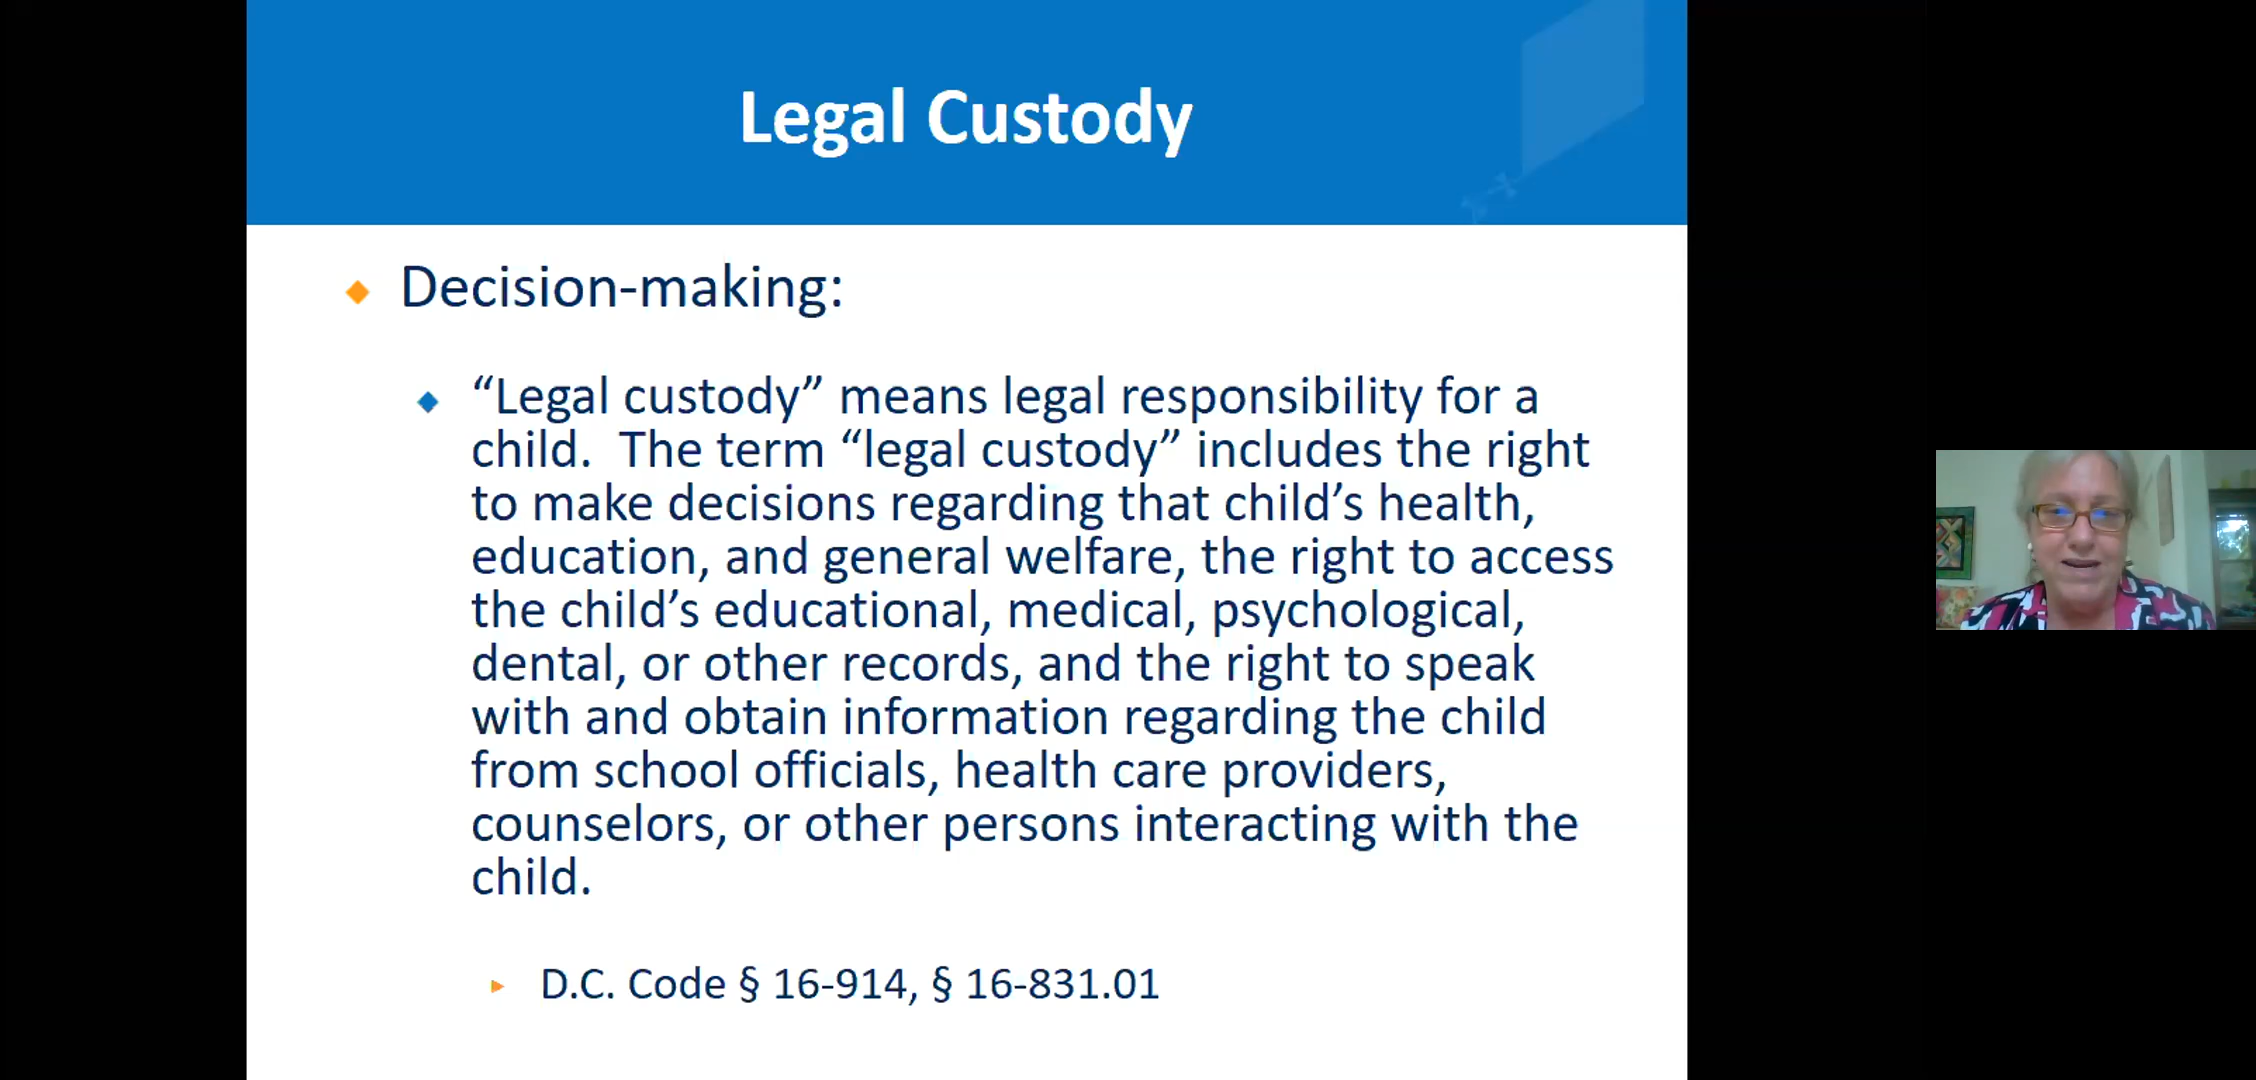 Legal Custody
Decision-making:
“Legal custody” means legal responsibility for a
child.  The term “legal custody” includes the right
to make decisions regarding that child’s health,
education, and general welfare, the right to access
the child’s educational, medical, psychological,
dental, or other records, and the right to speak
with and obtain information regarding the child
from school officials, health care providers,
counselors, or other persons interacting with the
child.
D.C. Code § 16-914, § 16-831.01